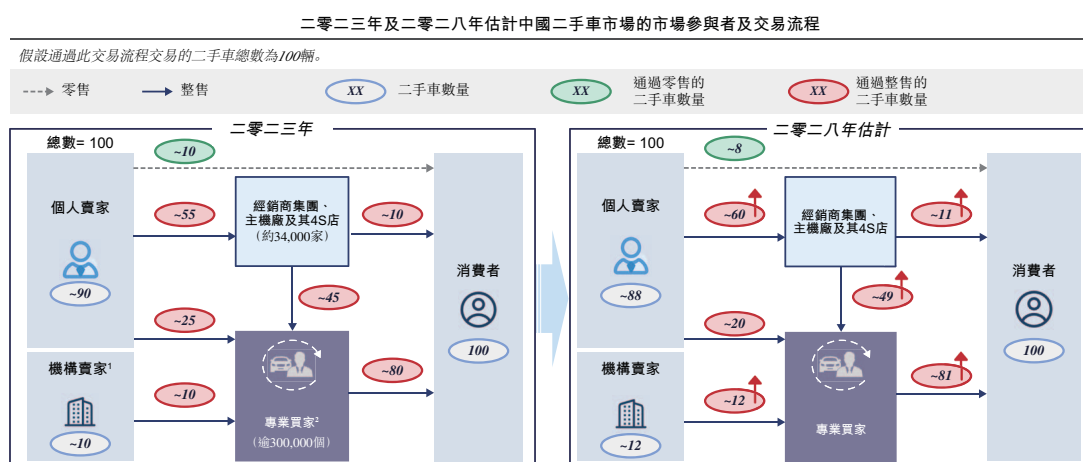 二零二三年及二零二八年估計中國二手車市場的市場參與者及交易流程
假設通過此交易流程交易的二手車總數為100輛。
零售
整售
XX
二手車數量
XX
通過零售的
二手車數量
XX
通過整售的
二手車數量
二零二三年
總數= 100
~10
個人賣家
~90
~55
經銷商集團、
主機廠及其4S店
(約34,000家)
~10
~45
~25
機構賣家¹
~10
~10
專業買家²
(逾300,000個)
~80
消費者
100
二零二八年估計
總數= 100
~8
個人賣家
~88
~60
經銷商集團、
主機廠及其4S店
~11
~49
~20
機構賣家
~12
~12
專業買家
~81
消費者
100